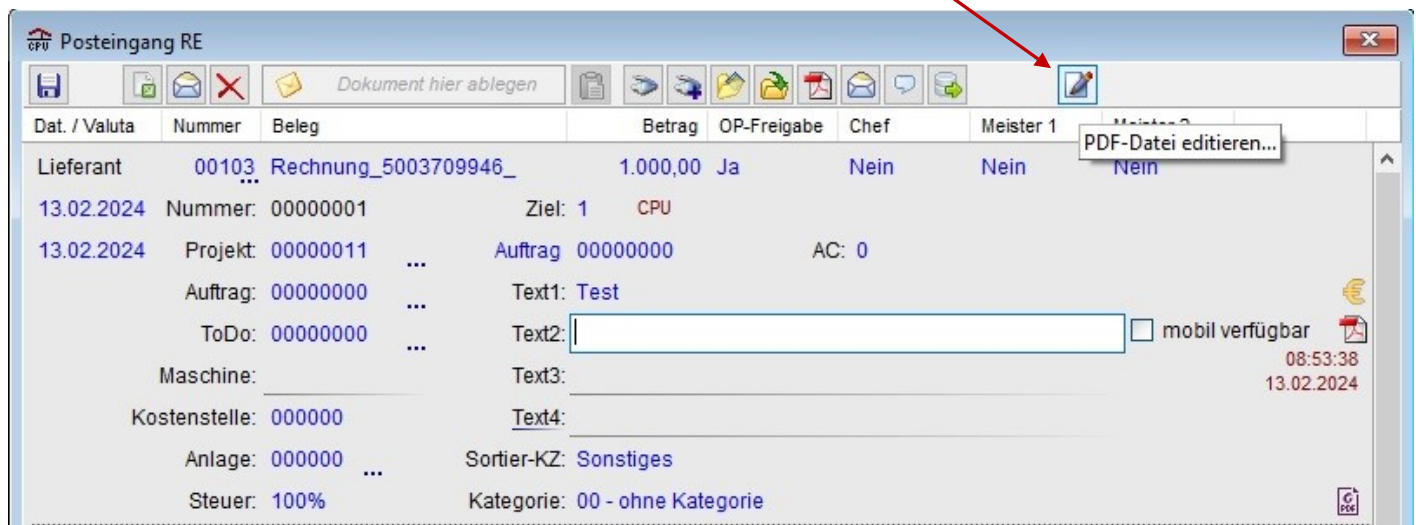 CPU Posteingang RE
Dokument hier ablegen
Dat. / Valuta Nummer Beleg Betrag OP-Freigabe Chef Meister 1
PDF-Datei editieren...
Lieferant 00103 ... Rechnung_5003709946_ 1.000,00 Ja Nein Nein Nein
13.02.2024 Nummer: 00000001 Ziel: 1 CPU
13.02.2024 Projekt: 00000011 ... Auftrag 00000000 AC: 0
Auftrag: 00000000 ... Text1: Test €
ToDo: 00000000 ... Text2: mobil verfügbar
08:53:38
Maschine: Text3: 13.02.2024
Kostenstelle: 000000 Text4:
Anlage: 000000 ... Sortier-KZ: Sonstiges
Steuer: 100% Kategorie: 00 - ohne Kategorie G PDF